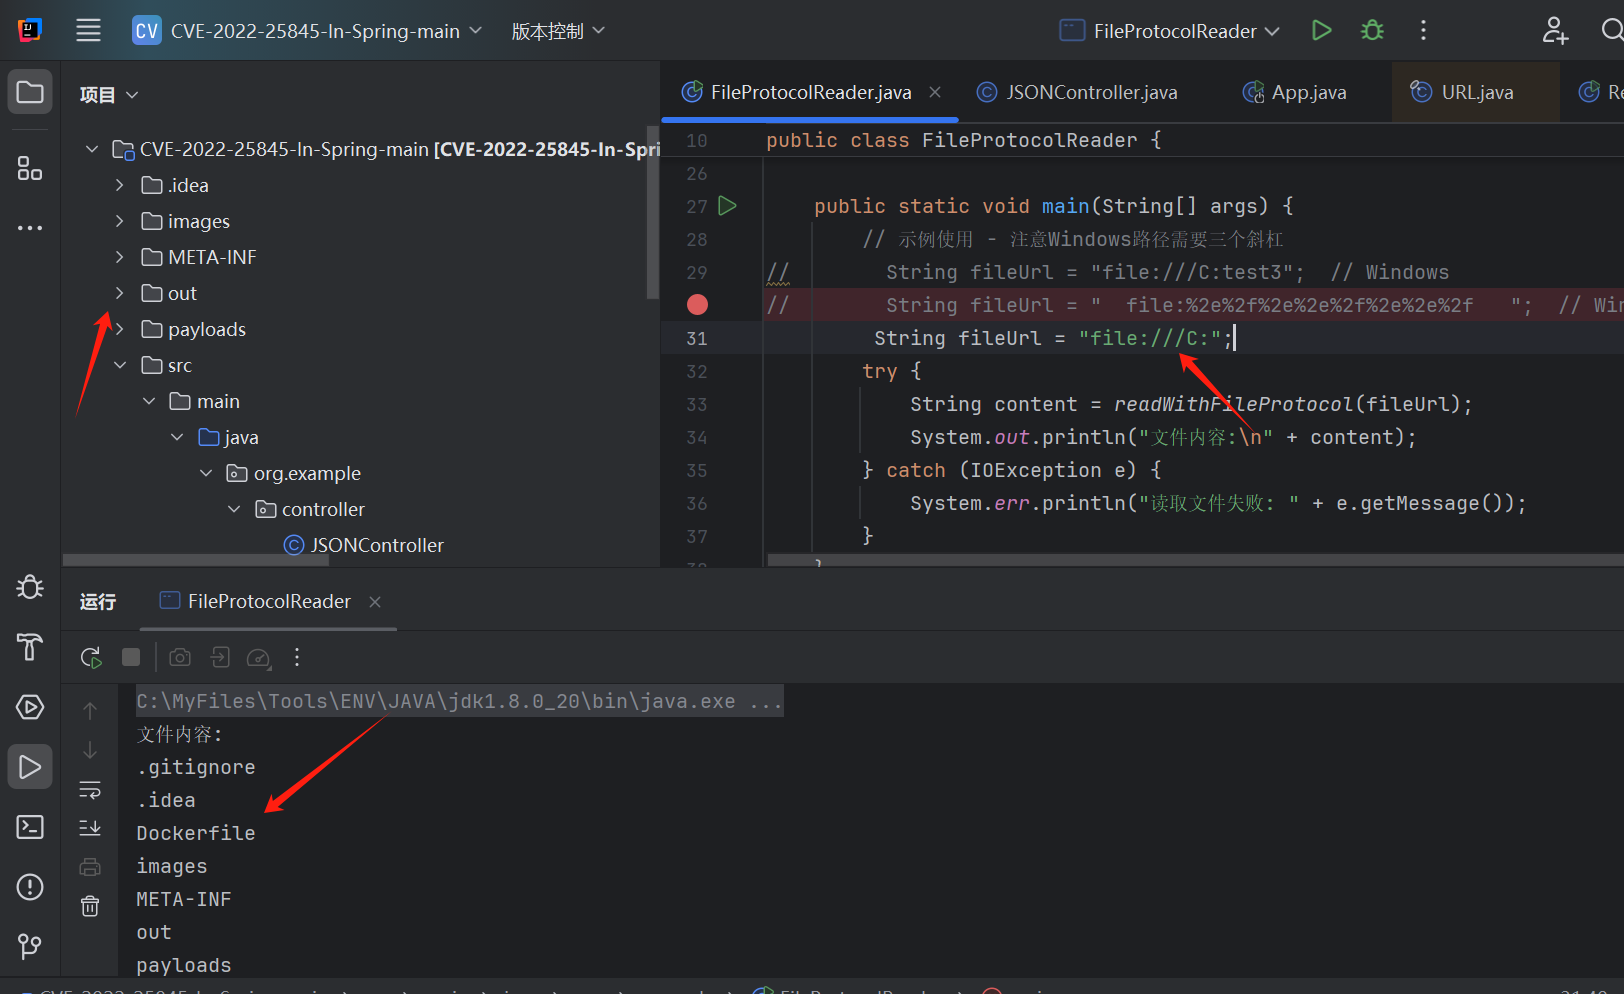 CV CVE-2022-25845-In-Spring-main 版本控制 FileProtocolReader
项目
CVE-2022-25845-In-Spring-main [CVE-2022-25845-In-Spri
.idea
images
META-INF
out
payloads
src
main
java
org.example
controller
JSONController
FileProtocolReader.java JSONController.java App.java URL.java Re
10 public class FileProtocolReader {
26
27 public static void main(String[] args) {
28 // 示例使用 - 注意Windows路径需要三个斜杠
29 // String fileUrl = "file:///C:test3"; // Windows
// String fileUrl = " file:%2e%2f%2e%2e%2f%2e%2e%2f "; // Win
31 String fileUrl = "file:///C:";
32 try {
33 String content = readWithFileProtocol(fileUrl);
34 System.out.println("文件内容:\n" + content);
35 } catch (IOException e) {
36 System.err.println("读取文件失败: " + e.getMessage());
37 }
运行 FileProtocolReader
C:\MyFiles\Tools\ENV\JAVA\jdk1.8.0_20\bin\java.exe ...
文件内容:
.gitignore
.idea
Dockerfile
images
META-INF
out
payloads